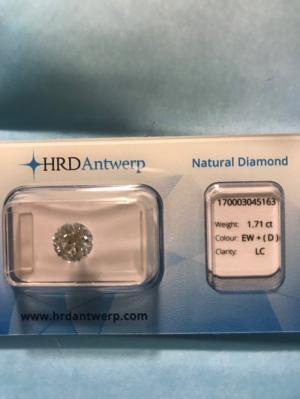 HRDAntwerp
Natural Diamond
170003045163
Weight: 1.71 ct
Colour: EW + ( D )
Clarity: LC
www.hrdantwerp.com